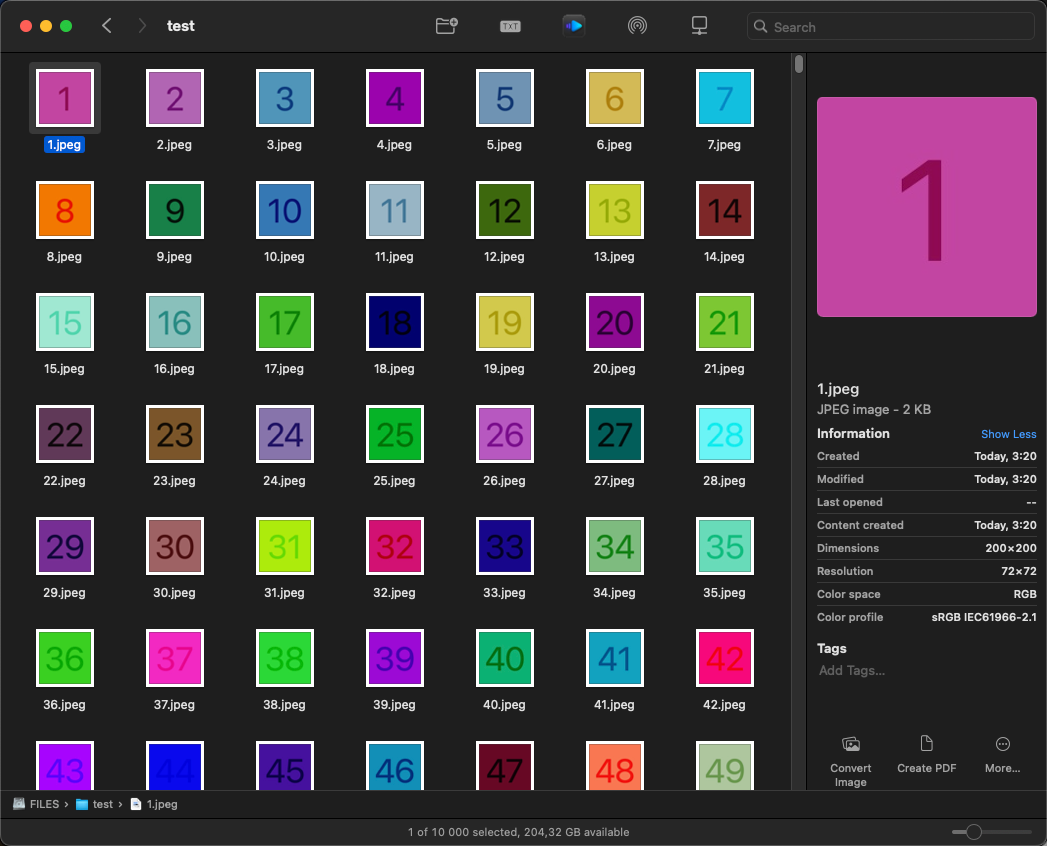 test
TXT
Search
1 2 3 4 5 6 7
1.jpeg 2.jpeg 3.jpeg 4.jpeg 5.jpeg 6.jpeg 7.jpeg
8 9 10 11 12 13 14
8.jpeg 9.jpeg 10.jpeg 11.jpeg 12.jpeg 13.jpeg 14.jpeg
15 16 17 18 19 20 21
15.jpeg 16.jpeg 17.jpeg 18.jpeg 19.jpeg 20.jpeg 21.jpeg
22 23 24 25 26 27 28
22.jpeg 23.jpeg 24.jpeg 25.jpeg 26.jpeg 27.jpeg 28.jpeg
29 30 31 32 33 34 35
29.jpeg 30.jpeg 31.jpeg 32.jpeg 33.jpeg 34.jpeg 35.jpeg
36 37 38 39 40 41 42
36.jpeg 37.jpeg 38.jpeg 39.jpeg 40.jpeg 41.jpeg 42.jpeg
43 44 45 46 47 48 49
1
1.jpeg
JPEG image - 2 KB
Information Show Less
Created Today, 3:20
Modified Today, 3:20
Last opened --
Content created Today, 3:20
Dimensions 200×200
Resolution 72×72
Color space RGB
Color profile sRGB IEC61966-2.1
Tags
Add Tags...
Convert Image
Create PDF
More...
FILES › test › 1.jpeg
1 of 10 000 selected, 204,32 GB available